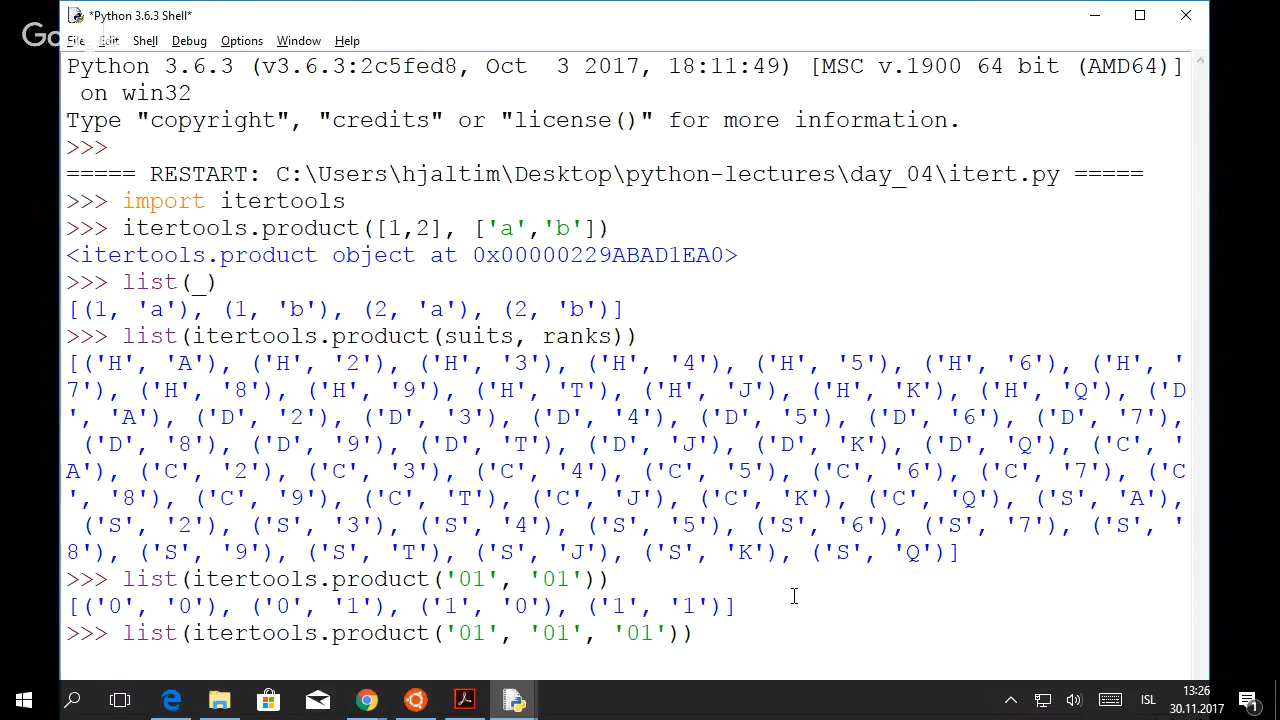 *Python 3.6.3 Shell*
File Edit Shell Debug Options Window Help
Python 3.6.3 (v3.6.3:2c5fed8, Oct  3 2017, 18:11:49) [MSC v.1900 64 bit (AMD64)]
 on win32
Type "copyright", "credits" or "license()" for more information.
>>>
===== RESTART: C:\Users\hjaltim\Desktop\python-lectures\day_04\itert.py =====
>>> import itertools
>>> itertools.product([1,2], ['a','b'])
<itertools.product object at 0x00000229ABAD1EA0>
>>> list(_)
[(1, 'a'), (1, 'b'), (2, 'a'), (2, 'b')]
>>> list(itertools.product(suits, ranks))
[('H', 'A'), ('H', '2'), ('H', '3'), ('H', '4'), ('H', '5'), ('H', '6'), ('H', '
7'), ('H', '8'), ('H', '9'), ('H', 'T'), ('H', 'J'), ('H', 'K'), ('H', 'Q'), ('D
', 'A'), ('D', '2'), ('D', '3'), ('D', '4'), ('D', '5'), ('D', '6'), ('D', '7'),
 ('D', '8'), ('D', '9'), ('D', 'T'), ('D', 'J'), ('D', 'K'), ('D', 'Q'), ('C', '
A'), ('C', '2'), ('C', '3'), ('C', '4'), ('C', '5'), ('C', '6'), ('C', '7'), ('C
', '8'), ('C', '9'), ('C', 'T'), ('C', 'J'), ('C', 'K'), ('C', 'Q'), ('S', 'A'),
 ('S', '2'), ('S', '3'), ('S', '4'), ('S', '5'), ('S', '6'), ('S', '7'), ('S', '
8'), ('S', '9'), ('S', 'T'), ('S', 'J'), ('S', 'K'), ('S', 'Q')]
>>> list(itertools.product('01', '01'))
[('0', '0'), ('0', '1'), ('1', '0'), ('1', '1')]
>>> list(itertools.product('01', '01', '01'))
ISL
13:26
30.11.2017
1